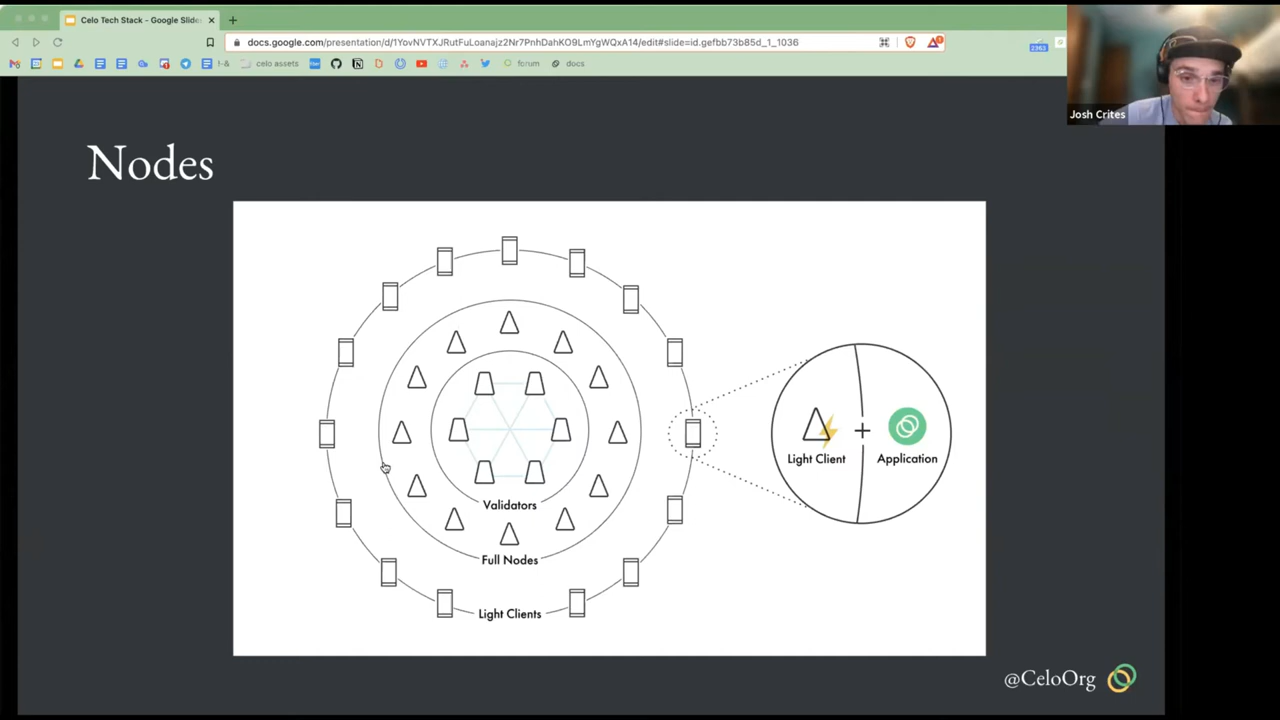 Celo Tech Stack - Google Slide
docs.google.com/presentation/d/1YovNVTXJRutFuLoanajz2Nr7PnhDahKO9LmYgWQxA14/edit#slide=id.gefbb73b85d_1_1036
2363
celo assets
forum
docs
Josh Crites
Nodes
Validators
Full Nodes
Light Clients
Light Client
+
Application
@CeloOrg